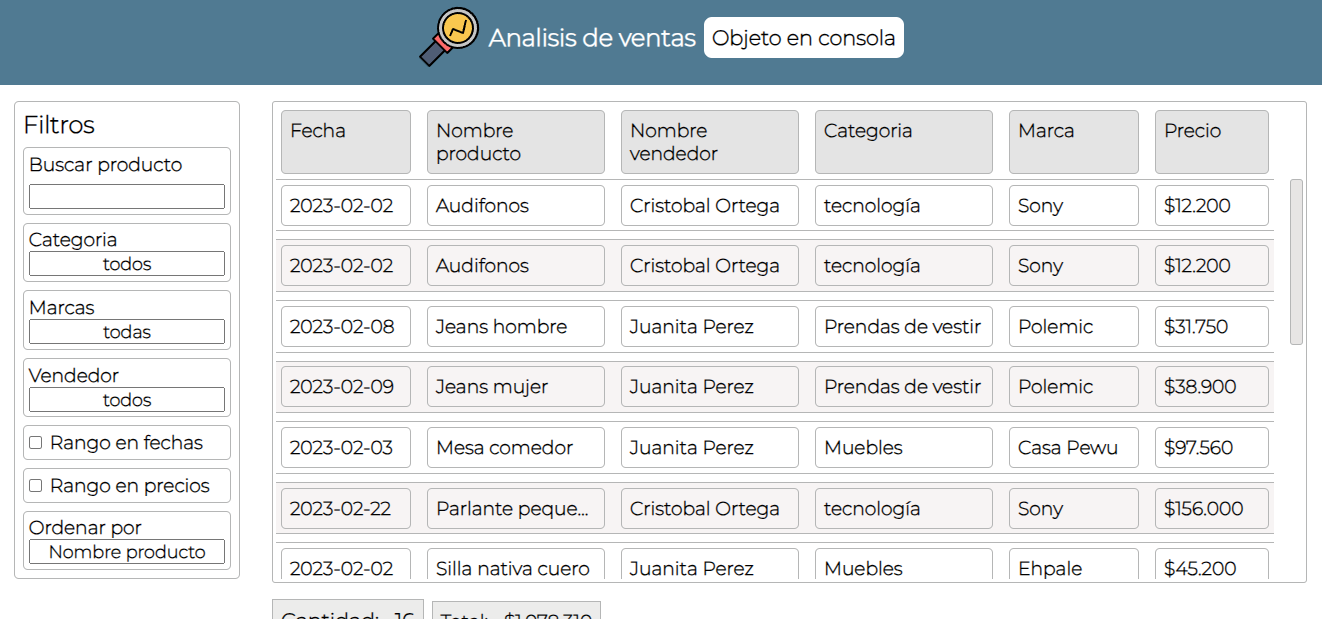 Analisis de ventas
Objeto en consola
Filtros
Buscar producto
Categoria
todos
Marcas
todas
Vendedor
todos
Rango en fechas
Rango en precios
Ordenar por
Nombre producto
Fecha Nombre producto Nombre vendedor Categoria Marca Precio
2023-02-02 Audifonos Cristobal Ortega tecnología Sony $12.200
2023-02-02 Audifonos Cristobal Ortega tecnología Sony $12.200
2023-02-08 Jeans hombre Juanita Perez Prendas de vestir Polemic $31.750
2023-02-09 Jeans mujer Juanita Perez Prendas de vestir Polemic $38.900
2023-02-03 Mesa comedor Juanita Perez Muebles Casa Pewu $97.560
2023-02-22 Parlante peque... Cristobal Ortega tecnología Sony $156.000
2023-02-02 Silla nativa cuero Juanita Perez Muebles Ehpale $45.200
Cantidad: 16 Total: